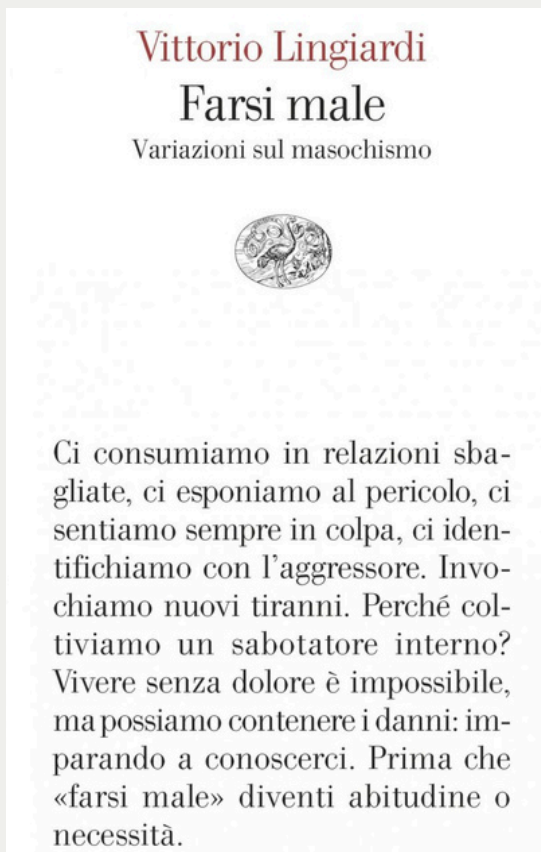 Vittorio Lingiardi
Farsi male
Variazioni sul masochismo
Ci consumiamo in relazioni sba-
gliate, ci esponiamo al pericolo, ci
sentiamo sempre in colpa, ci iden-
tifichiamo con l'aggressore. Invo-
chiamo nuovi tiranni. Perché col-
tiviamo un sabotatore interno?
Vivere senza dolore è impossibile,
ma possiamo contenere i danni: im-
parando a conoscerci. Prima che
«farsi male» diventi abitudine o
necessità.